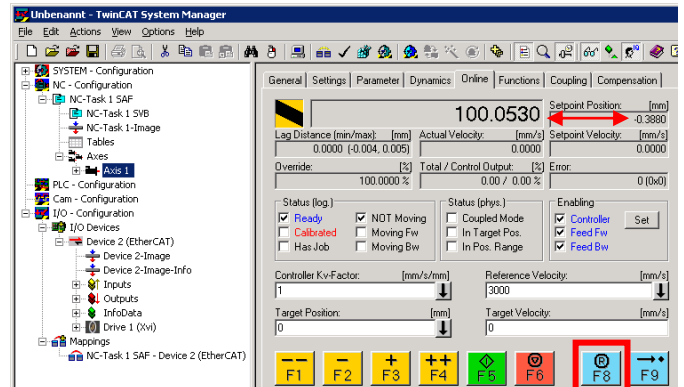 Unbenannt - TwinCAT System Manager
File Edit Actions View Options Help
SYSTEM - Configuration
NC - Configuration
NC-Task 1 SAF
NC-Task 1 SVB
NC-Task 1-Image
Tables
Axes
Axis 1
PLC - Configuration
Cam - Configuration
I/O - Configuration
I/O Devices
Device 2 (EtherCAT)
Device 2-Image
Device 2-Image-Info
Inputs
Outputs
InfoData
Drive 1 (Xvi)
Mappings
NC-Task 1 SAF - Device 2 (EtherCAT)
General Settings Parameter Dynamics Online Functions Coupling Compensation
100.0530
Setpoint Position: [mm]
-0.3880
Lag Distance (min/max): [mm] Actual Velocity: [mm/s] Setpoint Velocity: [mm/s]
0.0000 (-0.004, 0.005) 0.0000 0.0000
Override: [%] Total / Control Output: [%] Error:
100.0000 % 0.00 / 0.00 % 0 (0x0)
Status (log.) Status (phys.) Enabling
Ready NOT Moving Coupled Mode Controller Set
Calibrated Moving Fw In Target Pos. Feed Fw
Has Job Moving Bw In Pos. Range Feed Bw
Controller Kv-Factor: [mm/s/mm] Reference Velocity: [mm/s]
1 3000
Target Position: [mm] Target Velocity: [mm/s]
0 0
-- - + ++ R
F1 F2 F3 F4 F5 F6 F8 F9